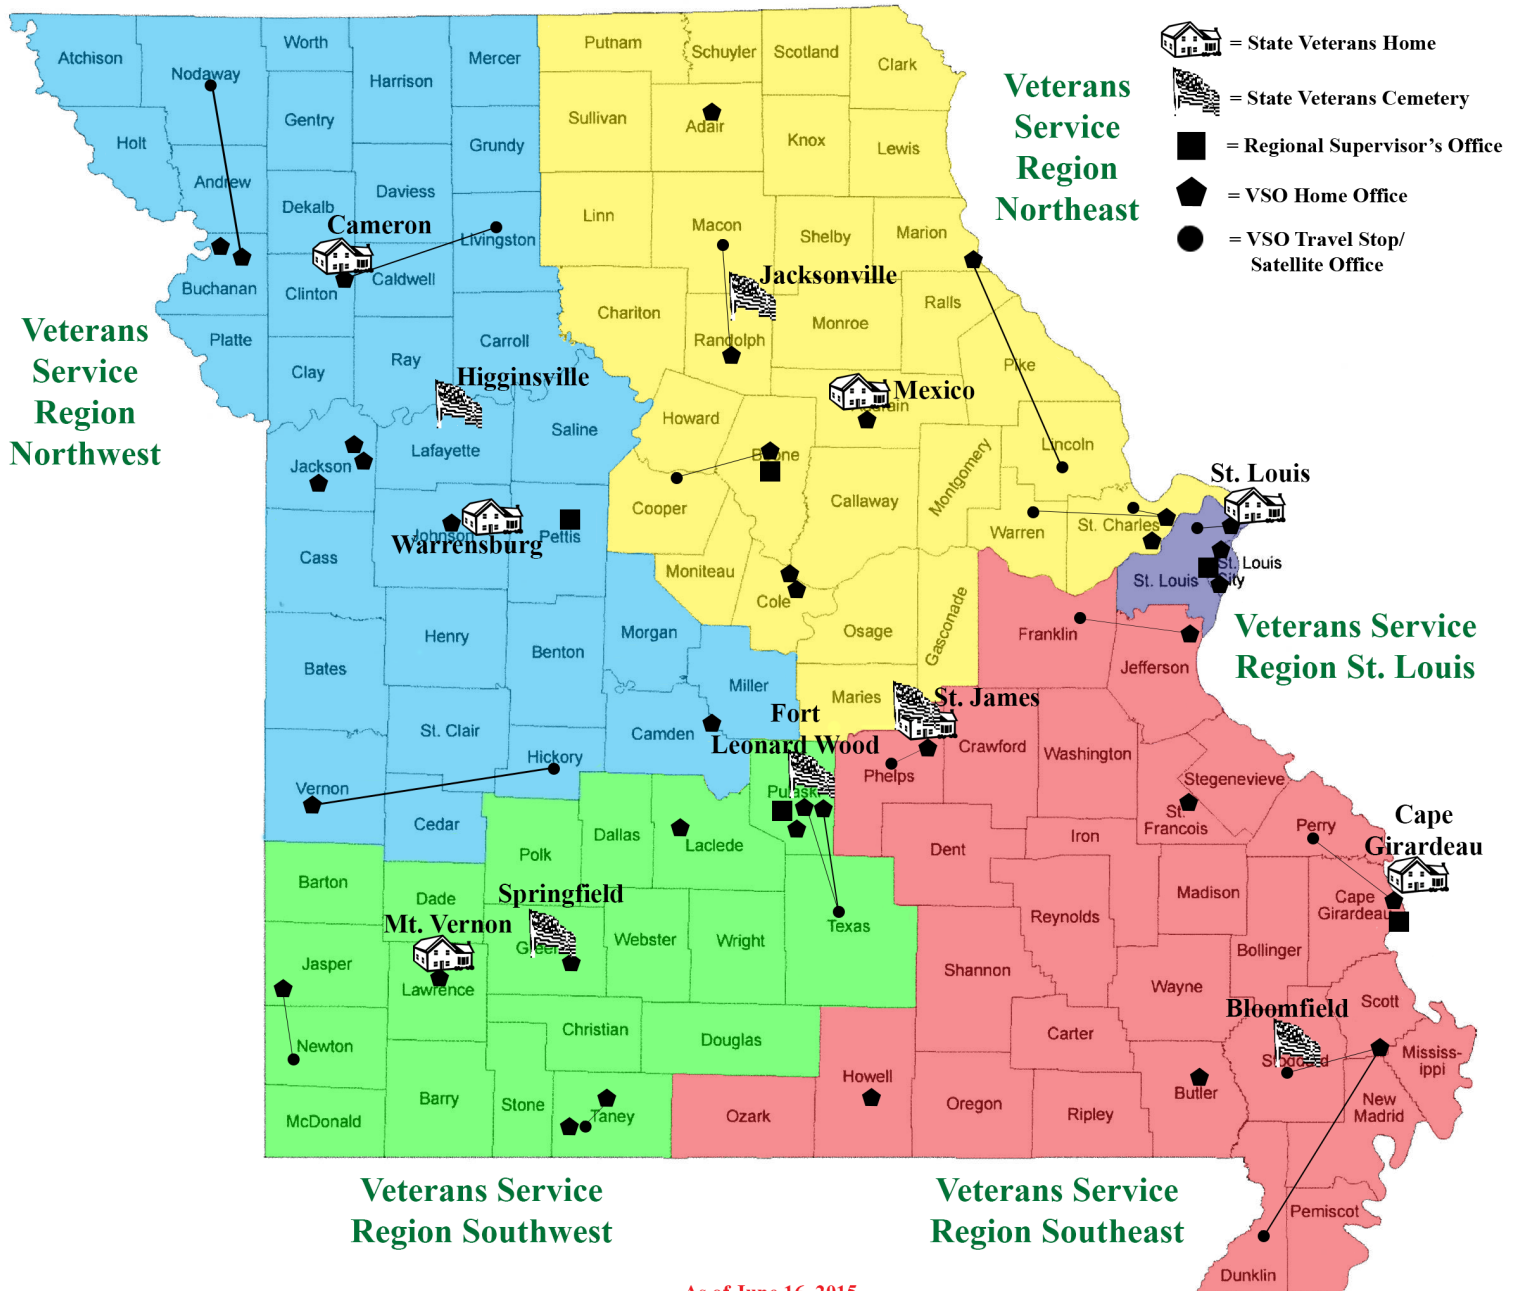 = State Veterans Home
= State Veterans Cemetery
= Regional Supervisor's Office
= VSO Home Office
= VSO Travel Stop/
Satellite Office
Veterans
Service
Region
Northeast
Veterans
Service
Region
Northwest
Veterans Service
Region St. Louis
Veterans Service
Region Southwest
Veterans Service
Region Southeast
Atchison
Nodaway
Worth
Harrison
Mercer
Gentry
Holt
Andrew
Grundy
Dekalb
Daviess
Cameron
Livingston
Buchanan
Clinton
Caldwell
Platte
Clay
Ray
Carroll
Higginsville
Jackson
Lafayette
Saline
Johnson
Warrensburg
Pettis
Cass
Henry
Benton
Morgan
Bates
St. Clair
Hickory
Camden
Miller
Vernon
Cedar
Putnam
Schuyler
Scotland
Clark
Sullivan
Adair
Knox
Lewis
Linn
Macon
Shelby
Marion
Jacksonville
Chariton
Randolph
Monroe
Ralls
Pike
Mexico
Howard
Cooper
Callaway
Montgomery
Lincoln
Warren
St. Charles
Moniteau
Cole
Osage
Gasconade
Maries
St. Louis
St. Louis
St. Louis
City
Franklin
Jefferson
St. James
Fort
Leonard Wood
Phelps
Crawford
Washington
Stegenevieve
St.
Francois
Perry
Cape
Girardeau
Dent
Iron
Madison
Cape
Girardeau
Reynolds
Bollinger
Shannon
Wayne
Scott
Bloomfield
Carter
Mississ-
ippi
Butler
New
Madrid
Howell
Oregon
Ripley
Ozark
Pemiscot
Dunklin
Polk
Dallas
Laclede
Barton
Dade
Springfield
Mt. Vernon
Webster
Wright
Texas
Jasper
Lawrence
Newton
Christian
Douglas
Barry
Stone
Taney
McDonald
As of June 16, 2015